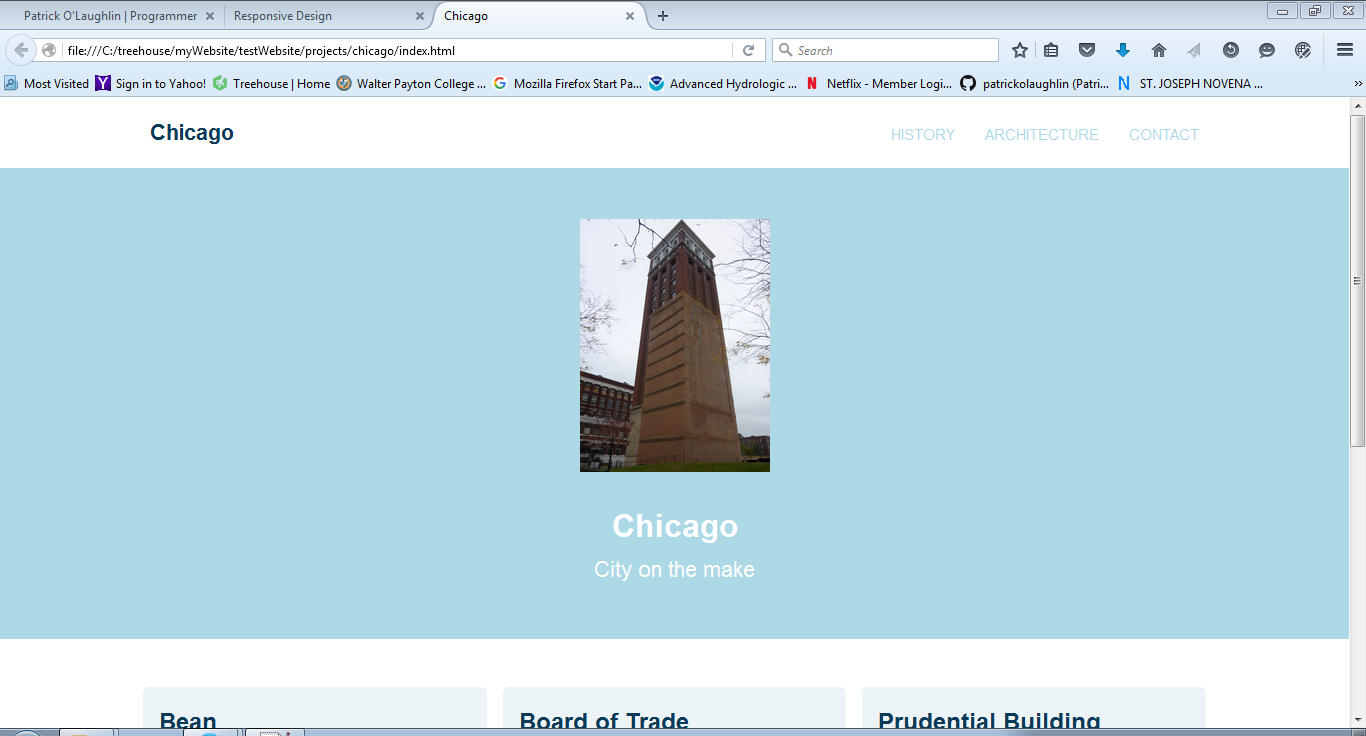 Patrick O'Laughlin | Programmer Responsive Design Chicago
file:///C:/treehouse/myWebsite/testWebsite/projects/chicago/index.html Search
Most Visited Sign in to Yahoo! Treehouse | Home Walter Payton College ... Mozilla Firefox Start Pa... Advanced Hydrologic ... Netflix - Member Logi... patrickolaughlin (Patri... ST. JOSEPH NOVENA ...
Chicago HISTORY ARCHITECTURE CONTACT
Chicago
City on the make
Bean Board of Trade Prudential Building